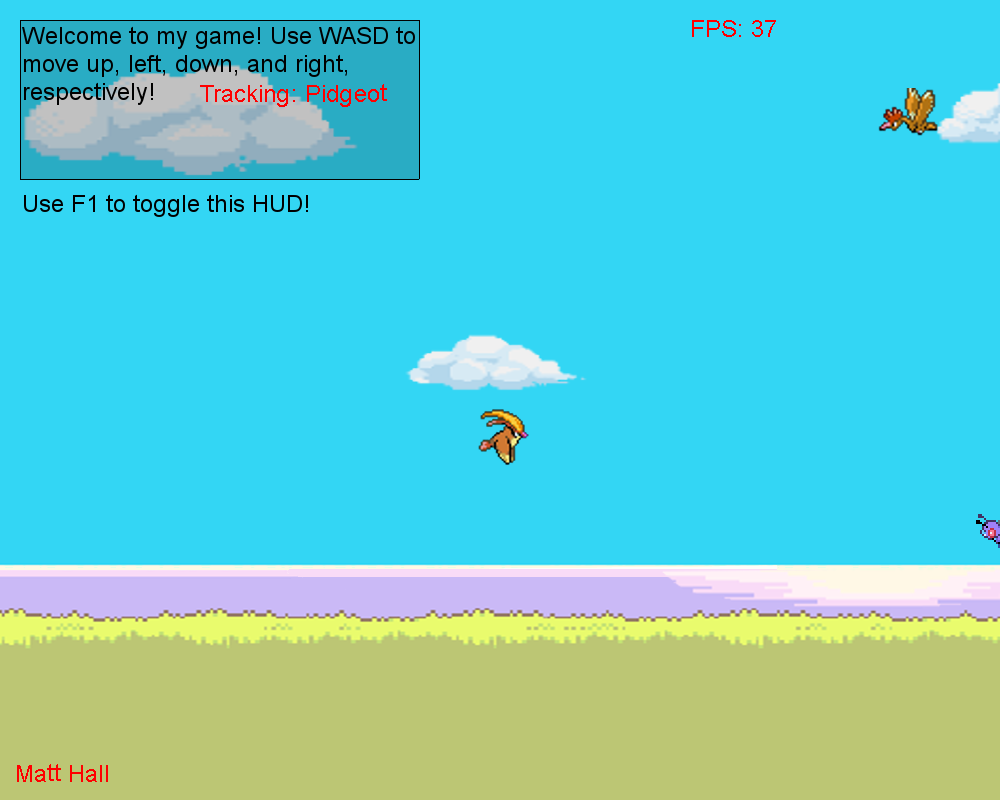 Welcome to my game! Use WASD to
move up, left, down, and right,
respectively!
Tracking: Pidgeot
FPS: 37
Use F1 to toggle this HUD!
Matt Hall